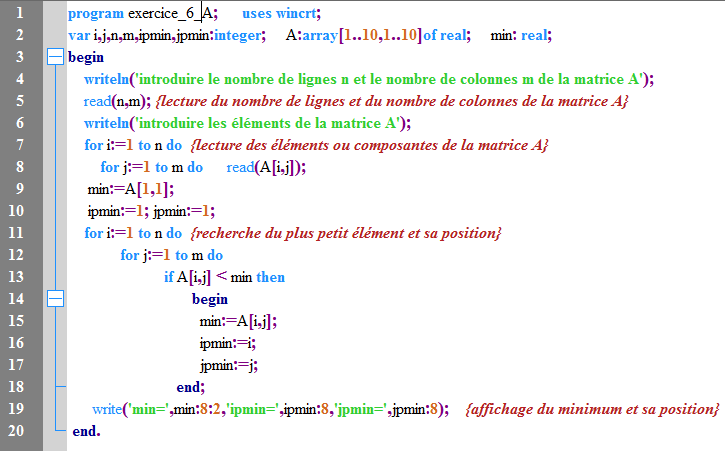 1 program exercice_6_A; uses wincrt;
2 var i,j,n,m,ipmin,jpmin:integer; A:array[1..10,1..10]of real; min: real;
3 begin
4 writeln('introduire le nombre de lignes n et le nombre de colonnes m de la matrice A');
5 read(n,m); {lecture du nombre de lignes et du nombre de colonnes de la matrice A}
6 writeln('introduire les éléments de la matrice A');
7 for i:=1 to n do {lecture des éléments ou composantes de la matrice A}
8 for j:=1 to m do read(A[i,j]);
9 min:=A[1,1];
10 ipmin:=1; jpmin:=1;
11 for i:=1 to n do {recherche du plus petit élément et sa position}
12 for j:=1 to m do
13 if A[i,j] < min then
14 begin
15 min:=A[i,j];
16 ipmin:=i;
17 jpmin:=j;
18 end;
19 write('min=',min:8:2,'ipmin=',ipmin:8,'jpmin=',jpmin:8); {affichage du minimum et sa position}
20 end.